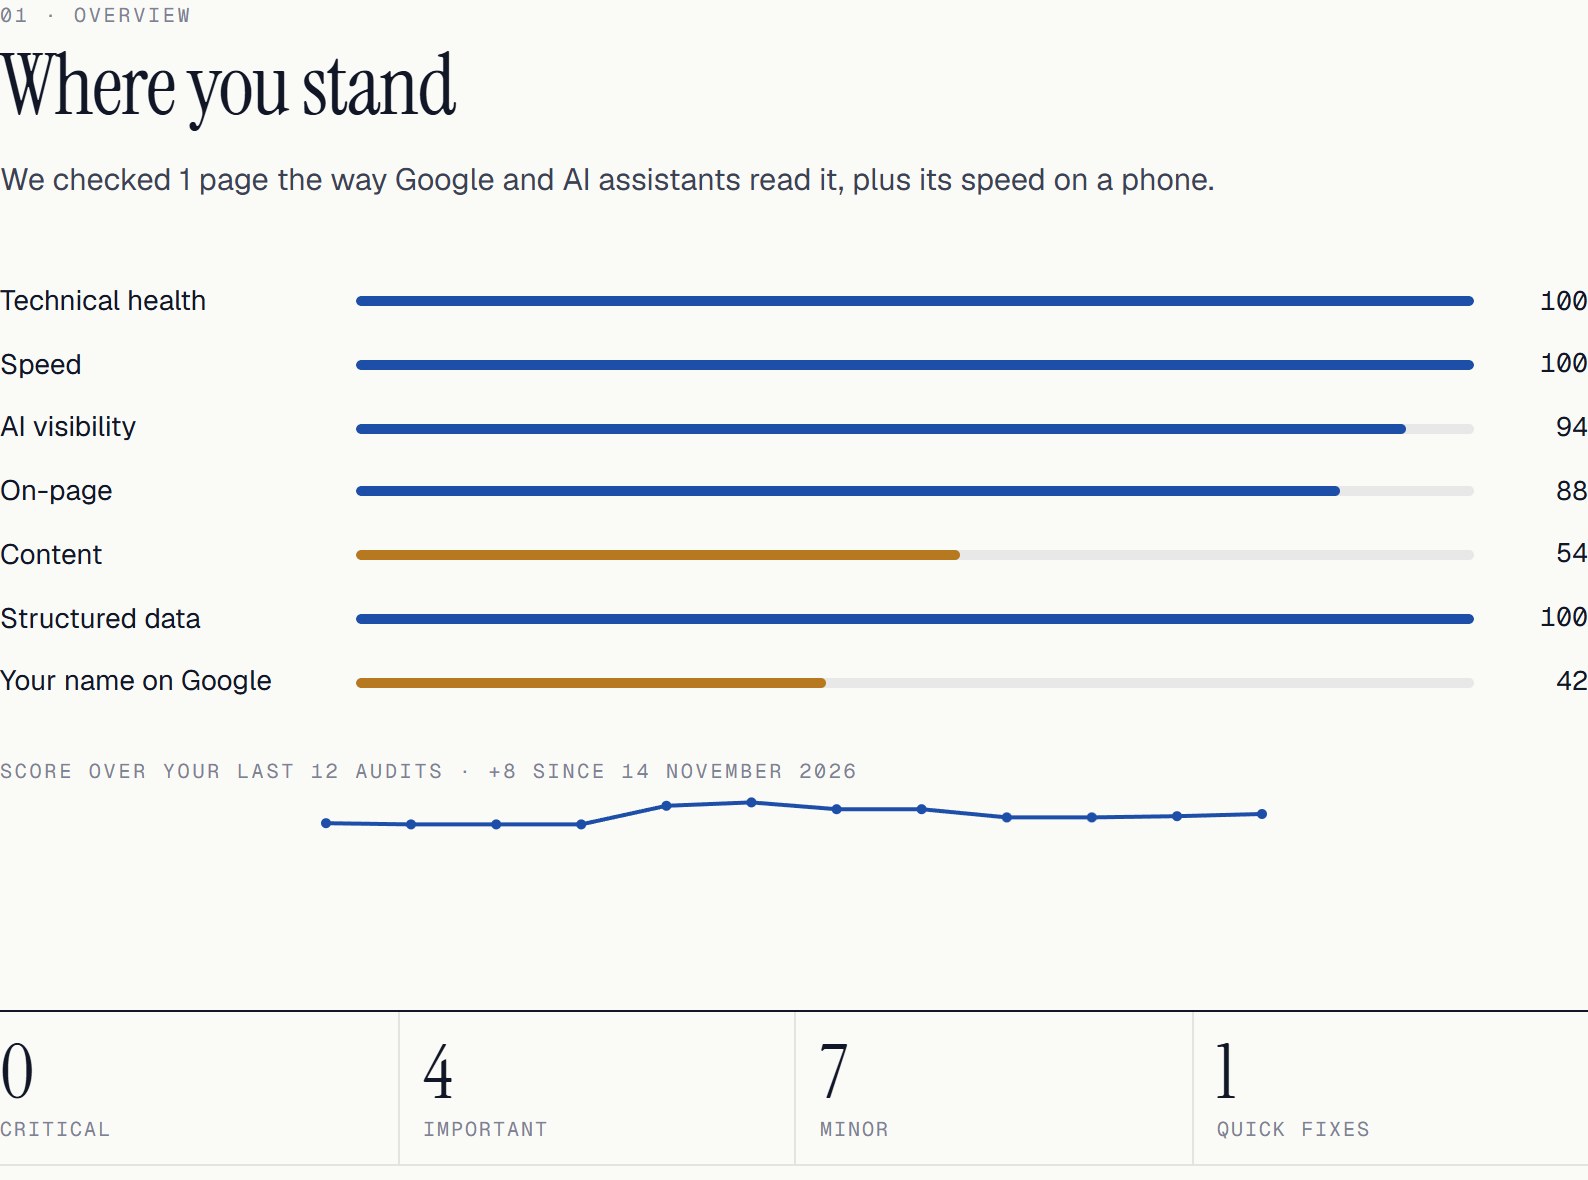 01 · OVERVIEW
Where you stand
We checked 1 page the way Google and AI assistants read it, plus its speed on a phone.
Technical health 100
Speed 100
AI visibility 94
On-page 88
Content 54
Structured data 100
Your name on Google 42
SCORE OVER YOUR LAST 12 AUDITS · +8 SINCE 14 NOVEMBER 2026
0 4 7 1
CRITICAL IMPORTANT MINOR QUICK FIXES